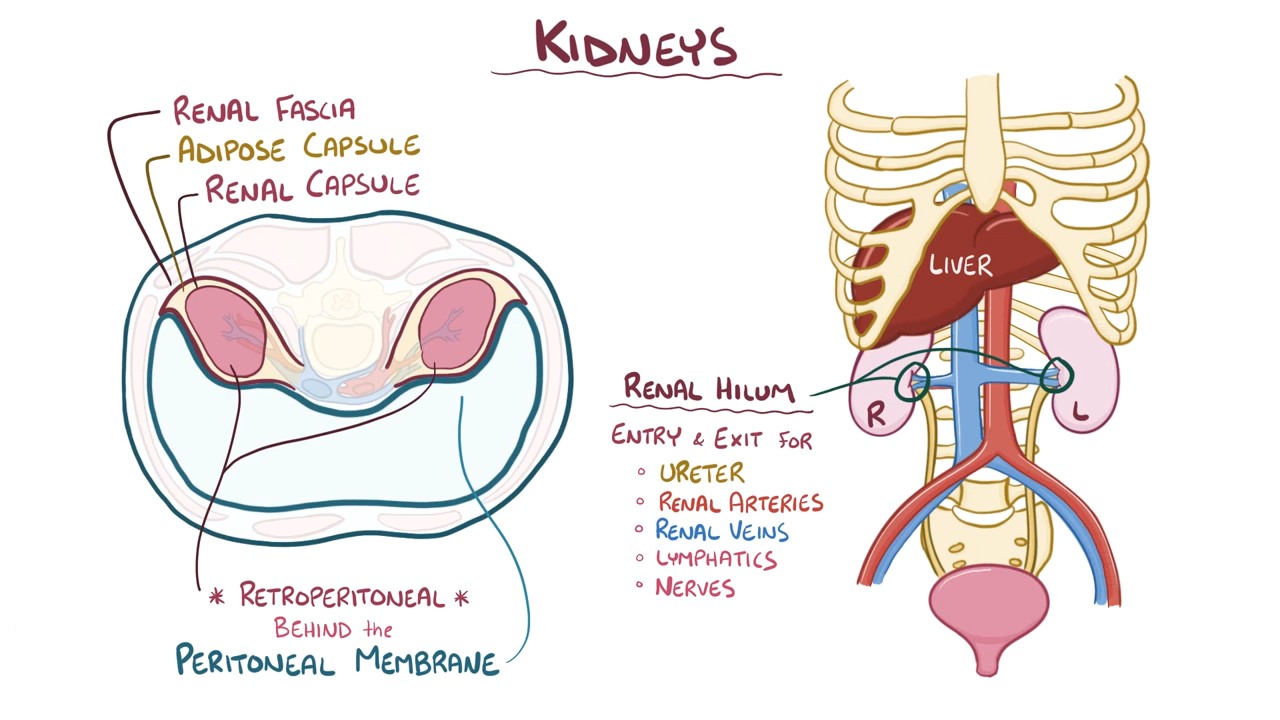 KIDNEYS
RENAL FASCIA
ADIPOSE CAPSULE
RENAL CAPSULE
* RETROPERITONEAL *
BEHIND the
PERITONEAL MEMBRANE
RENAL HILUM
ENTRY & EXIT FOR
◦ URETER
◦ RENAL ARTERIES
◦ RENAL VEINS
◦ LYMPHATICS
◦ NERVES
LIVER
R
L